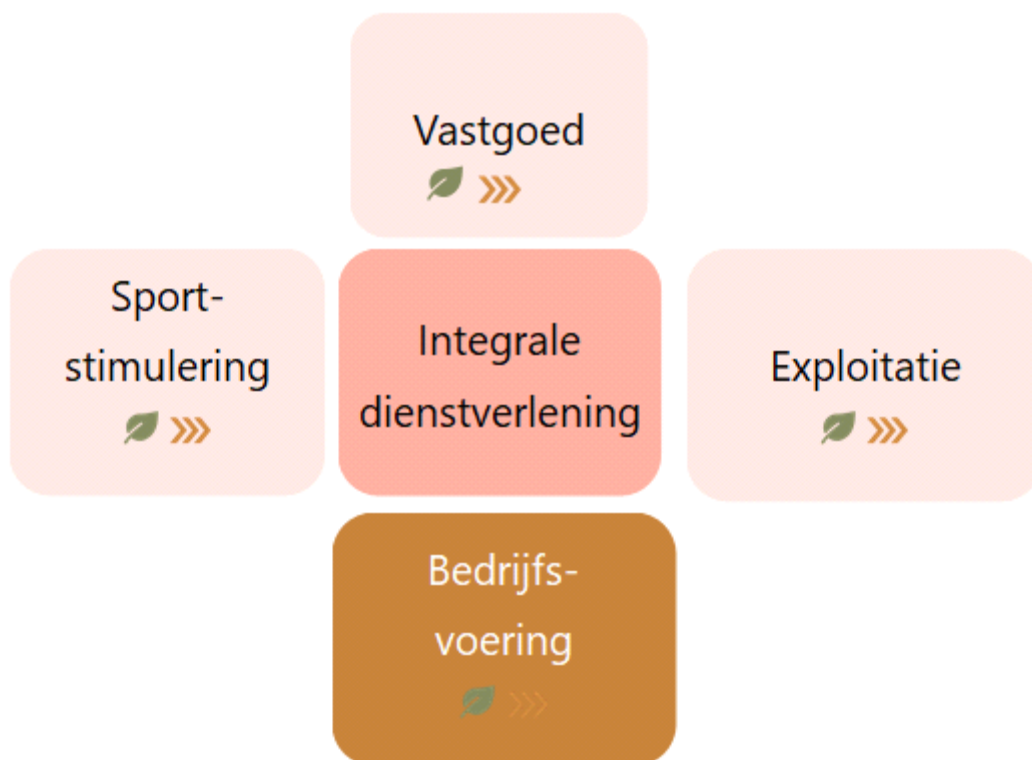 Vastgoed
Sport-
stimulering
Integrale
dienstverlening
Exploitatie
Bedrijfs-
voering